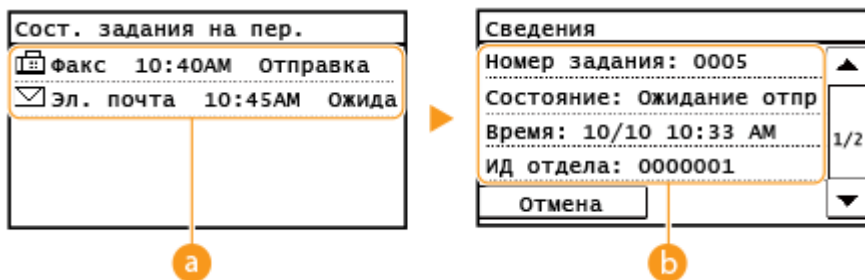 Сост. задания на пер.
Факс 10:40AM Отправка
Эл. почта 10:45AM Ожида
a
Сведения
Номер задания: 0005
Состояние: Ожидание отпр
Время: 10/10 10:33 AM
ИД отдела: 0000001
1/2
Отмена
b